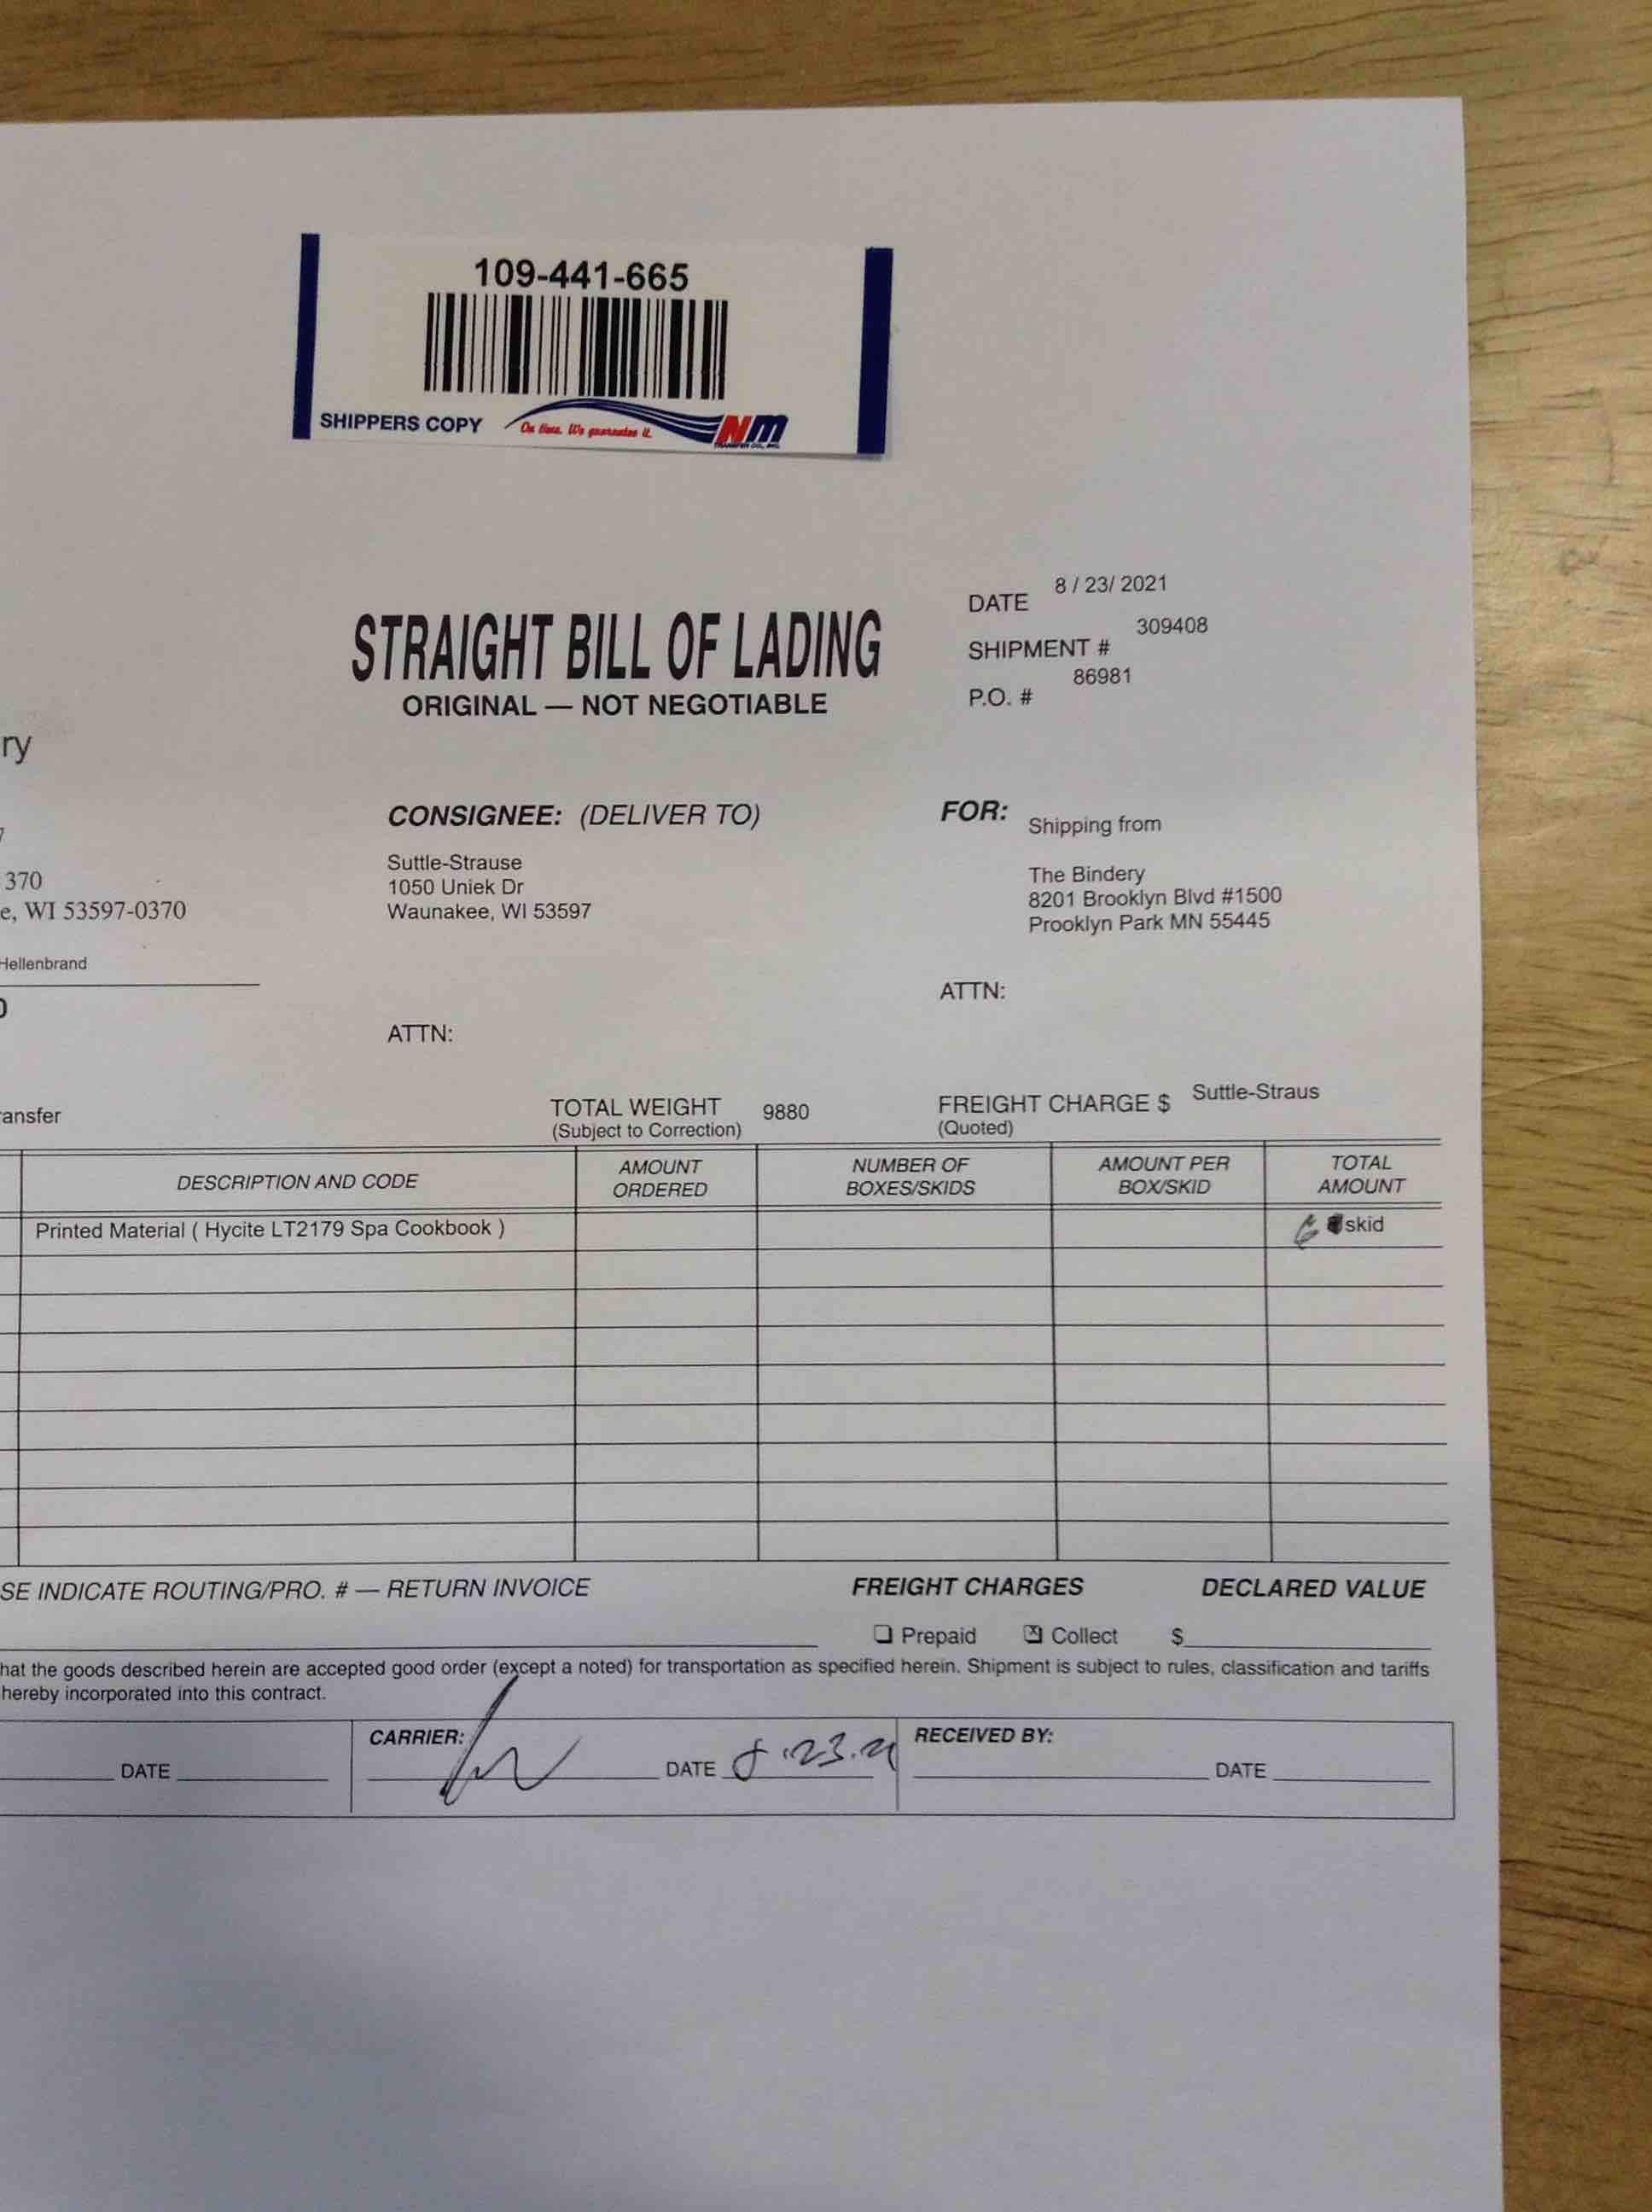 109-441-665
SHIPPERS COPY
On time. We guarantee it.
NM
TRANSFER CO., INC.
DATE 8 / 23/ 2021
SHIPMENT # 309408
P.O. # 86981
STRAIGHT BILL OF LADING
ORIGINAL — NOT NEGOTIABLE
ry
370
e, WI 53597-0370
Hellenbrand
CONSIGNEE: (DELIVER TO)
Suttle-Strause
1050 Uniek Dr
Waunakee, WI 53597
ATTN:
FOR: Shipping from
The Bindery
8201 Brooklyn Blvd #1500
Prooklyn Park MN 55445
ATTN:
ansfer
TOTAL WEIGHT 9880
(Subject to Correction)
FREIGHT CHARGE $ Suttle-Straus
(Quoted)
DESCRIPTION AND CODE
AMOUNT ORDERED
NUMBER OF BOXES/SKIDS
AMOUNT PER BOX/SKID
TOTAL AMOUNT
Printed Material ( Hycite LT2179 Spa Cookbook )
skid
SE INDICATE ROUTING/PRO. # — RETURN INVOICE
FREIGHT CHARGES
DECLARED VALUE
Prepaid Collect $
hat the goods described herein are accepted good order (except a noted) for transportation as specified herein. Shipment is subject to rules, classification and tariffs
hereby incorporated into this contract.
DATE
CARRIER:
DATE 8.23.21
RECEIVED BY:
DATE